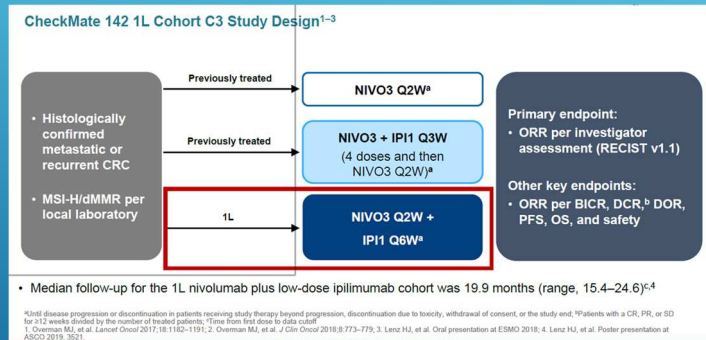 CheckMate 142 1L Cohort C3 Study Design1–3
Previously treated
NIVO3 Q2Wa
• Histologically
confirmed
metastatic or
recurrent CRC
• MSI-H/dMMR per
local laboratory
Previously treated
NIVO3 + IPI1 Q3W
(4 doses and then
NIVO3 Q2W)a
1L
NIVO3 Q2W +
IPI1 Q6Wa
Primary endpoint:
• ORR per investigator
assessment (RECIST v1.1)
Other key endpoints:
• ORR per BICR, DCR,b DOR,
PFS, OS, and safety
• Median follow-up for the 1L nivolumab plus low-dose ipilimumab cohort was 19.9 months (range, 15.4–24.6)c,4
aUntil disease progression or discontinuation in patients receiving study therapy beyond progression, discontinuation due to toxicity, withdrawal of consent, or the study end; bPatients with a CR, PR, or SD
for ≥12 weeks divided by the number of treated patients; cTime from first dose to data cutoff
1. Overman MJ, et al. Lancet Oncol 2017;18:1182–1191; 2. Overman MJ, et al. J Clin Oncol 2018;8:773–779; 3. Lenz HJ, et al. Oral presentation at ESMO 2018; 4. Lenz HJ, et al. Poster presentation at
ASCO 2019. 3521.